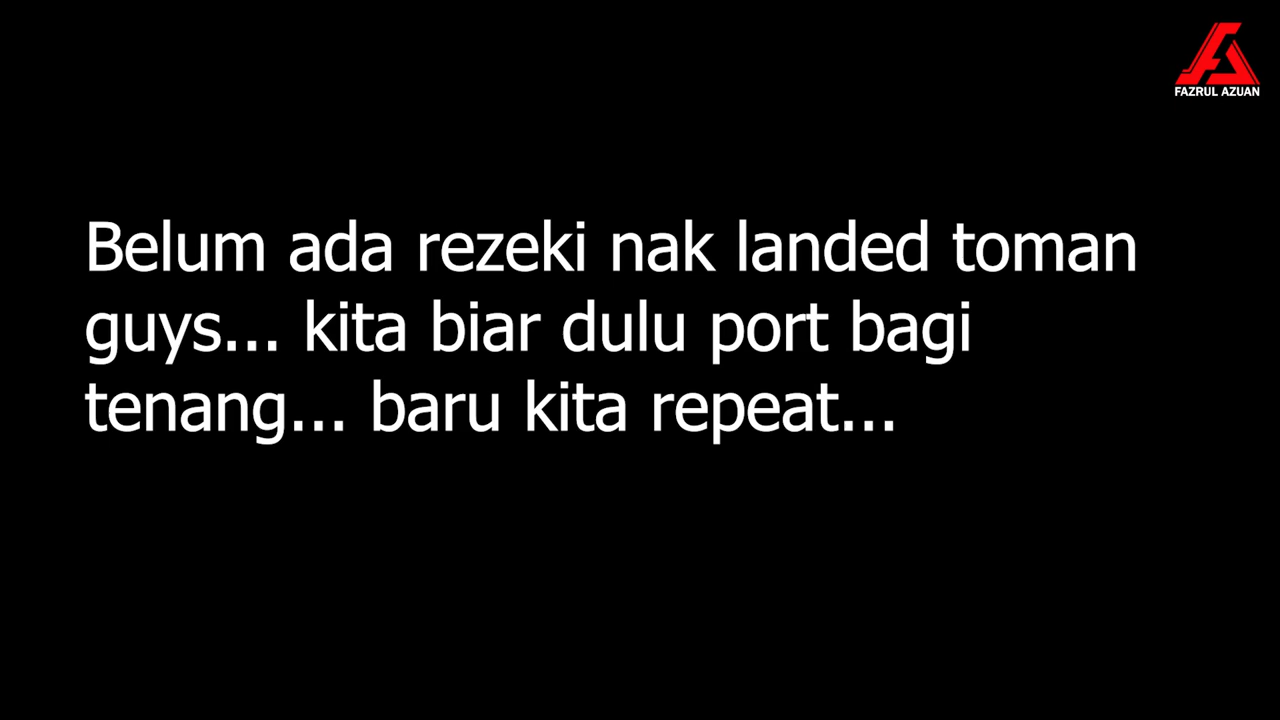 FAZRUL AZUAN
Belum ada rezeki nak landed toman
guys... kita biar dulu port bagi
tenang... baru kita repeat...